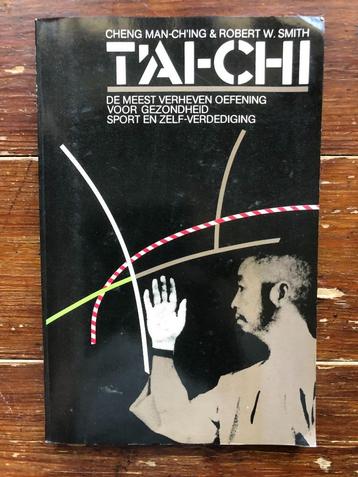 CHENG MAN-CH'ING & ROBERT W. SMITH
T'AI-CHI
DE MEEST VERHEVEN OEFENING
VOOR GEZONDHEID
SPORT EN ZELF-VERDEDIGING